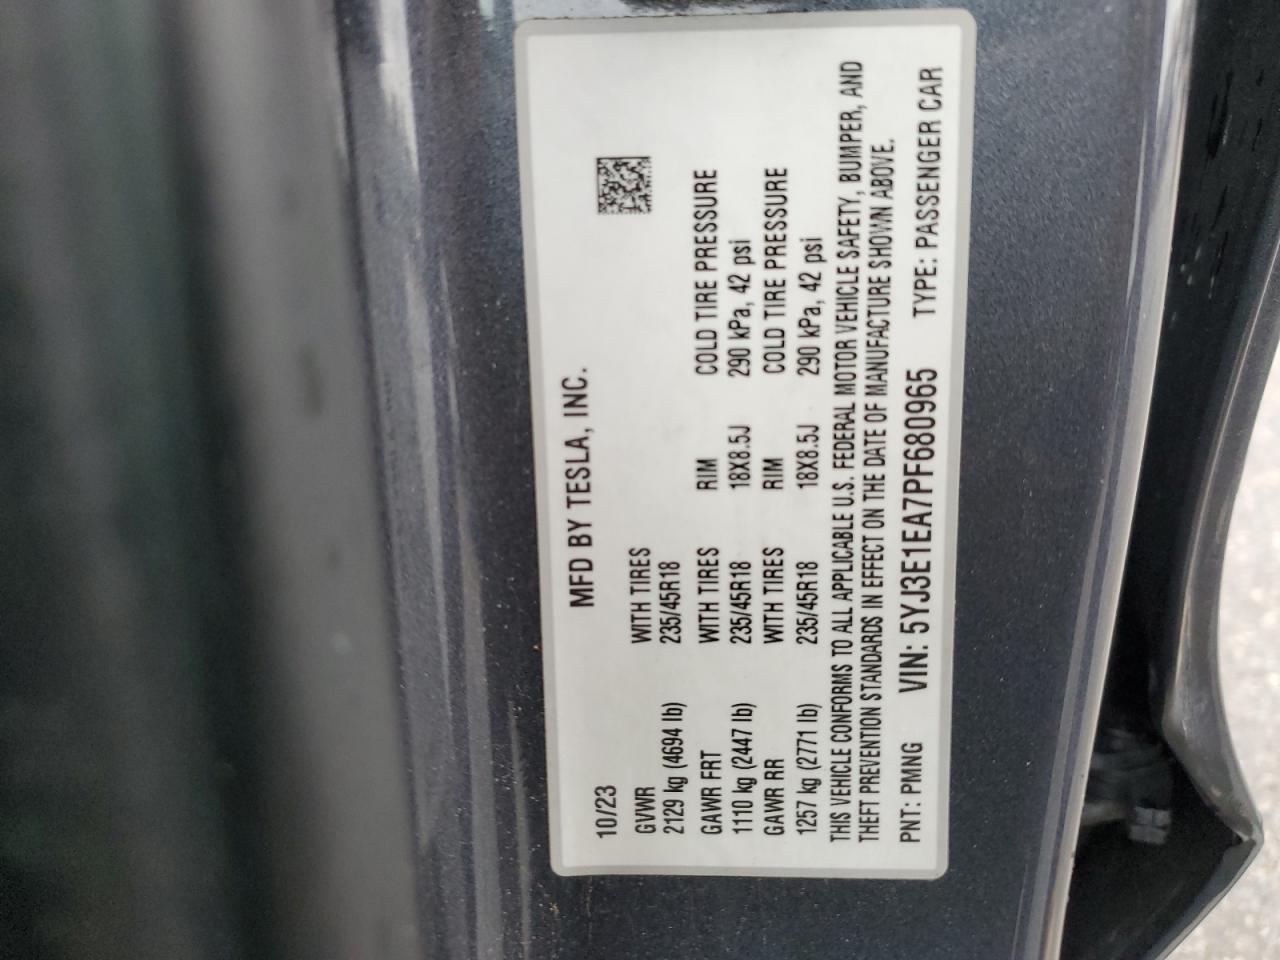 MFD BY TESLA, INC.
10/23
GVWR WITH TIRES
2129 kg (4694 lb) 235/45R18
GAWR FRT WITH TIRES RIM COLD TIRE PRESSURE
1110 kg (2447 lb) 235/45R18 18X8.5J 290 kPa, 42 psi
GAWR RR WITH TIRES RIM COLD TIRE PRESSURE
1257 kg (2771 lb) 235/45R18 18X8.5J 290 kPa, 42 psi
THIS VEHICLE CONFORMS TO ALL APPLICABLE U.S. FEDERAL MOTOR VEHICLE SAFETY, BUMPER, AND
THEFT PREVENTION STANDARDS IN EFFECT ON THE DATE OF MANUFACTURE SHOWN ABOVE.
PNT: PMNG VIN: 5YJ3E1EA7PF680965 TYPE: PASSENGER CAR